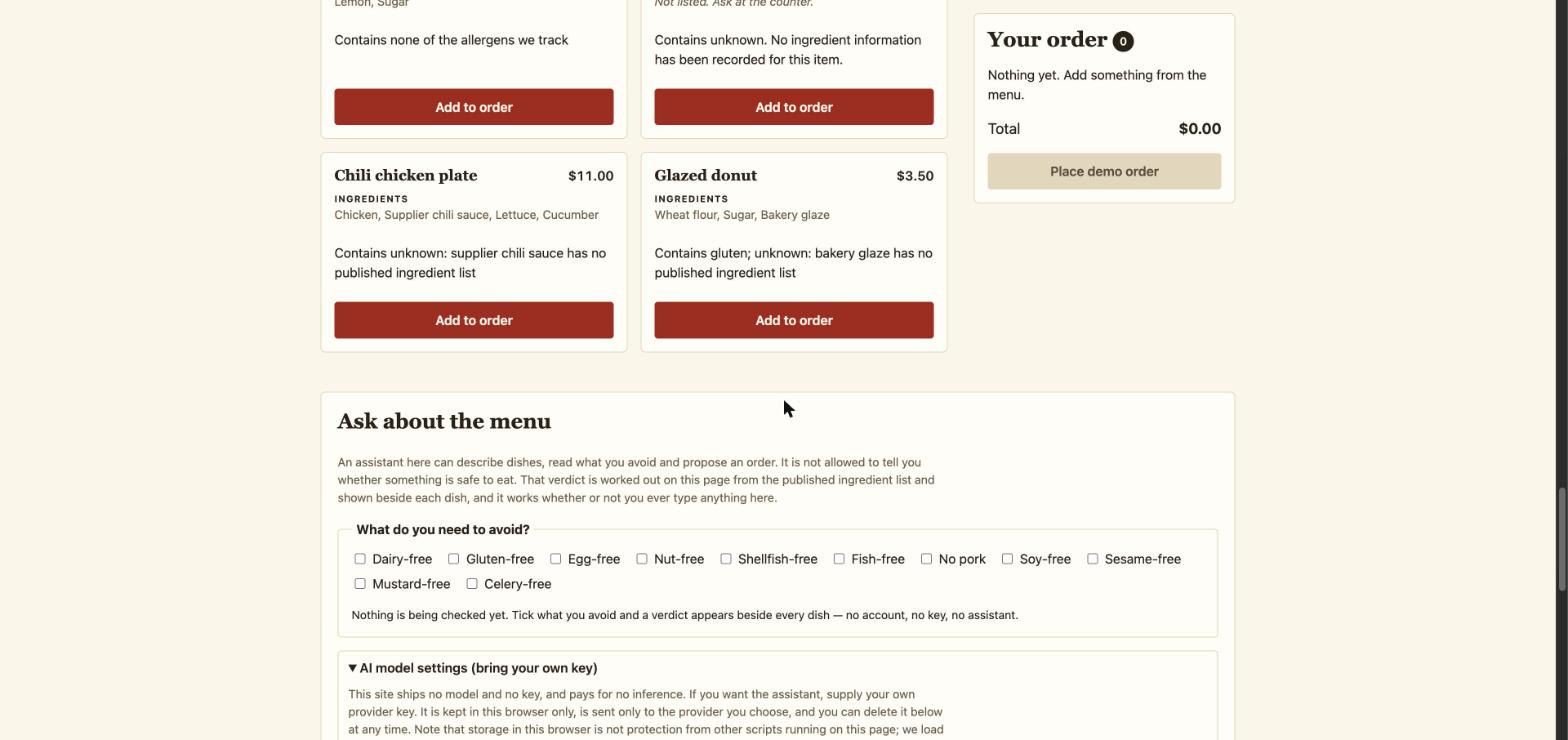 Lemon, Sugar
Contains none of the allergens we track
Add to order
Not listed. Ask at the counter.
Contains unknown. No ingredient information
has been recorded for this item.
Add to order
Chili chicken plate $11.00
INGREDIENTS
Chicken, Supplier chili sauce, Lettuce, Cucumber
Contains unknown: supplier chili sauce has no
published ingredient list
Add to order
Glazed donut $3.50
INGREDIENTS
Wheat flour, Sugar, Bakery glaze
Contains gluten; unknown: bakery glaze has no
published ingredient list
Add to order
Your order 0
Nothing yet. Add something from the
menu.
Total $0.00
Place demo order
Ask about the menu
An assistant here can describe dishes, read what you avoid and propose an order. It is not allowed to tell you
whether something is safe to eat. That verdict is worked out on this page from the published ingredient list and
shown beside each dish, and it works whether or not you ever type anything here.
What do you need to avoid?
Dairy-free Gluten-free Egg-free Nut-free Shellfish-free Fish-free No pork Soy-free Sesame-free
Mustard-free Celery-free
Nothing is being checked yet. Tick what you avoid and a verdict appears beside every dish — no account, no key, no assistant.
▼ AI model settings (bring your own key)
This site ships no model and no key, and pays for no inference. If you want the assistant, supply your own
provider key. It is kept in this browser only, is sent only to the provider you choose, and you can delete it below
at any time. Note that storage in this browser is not protection from other scripts running on this page; we load